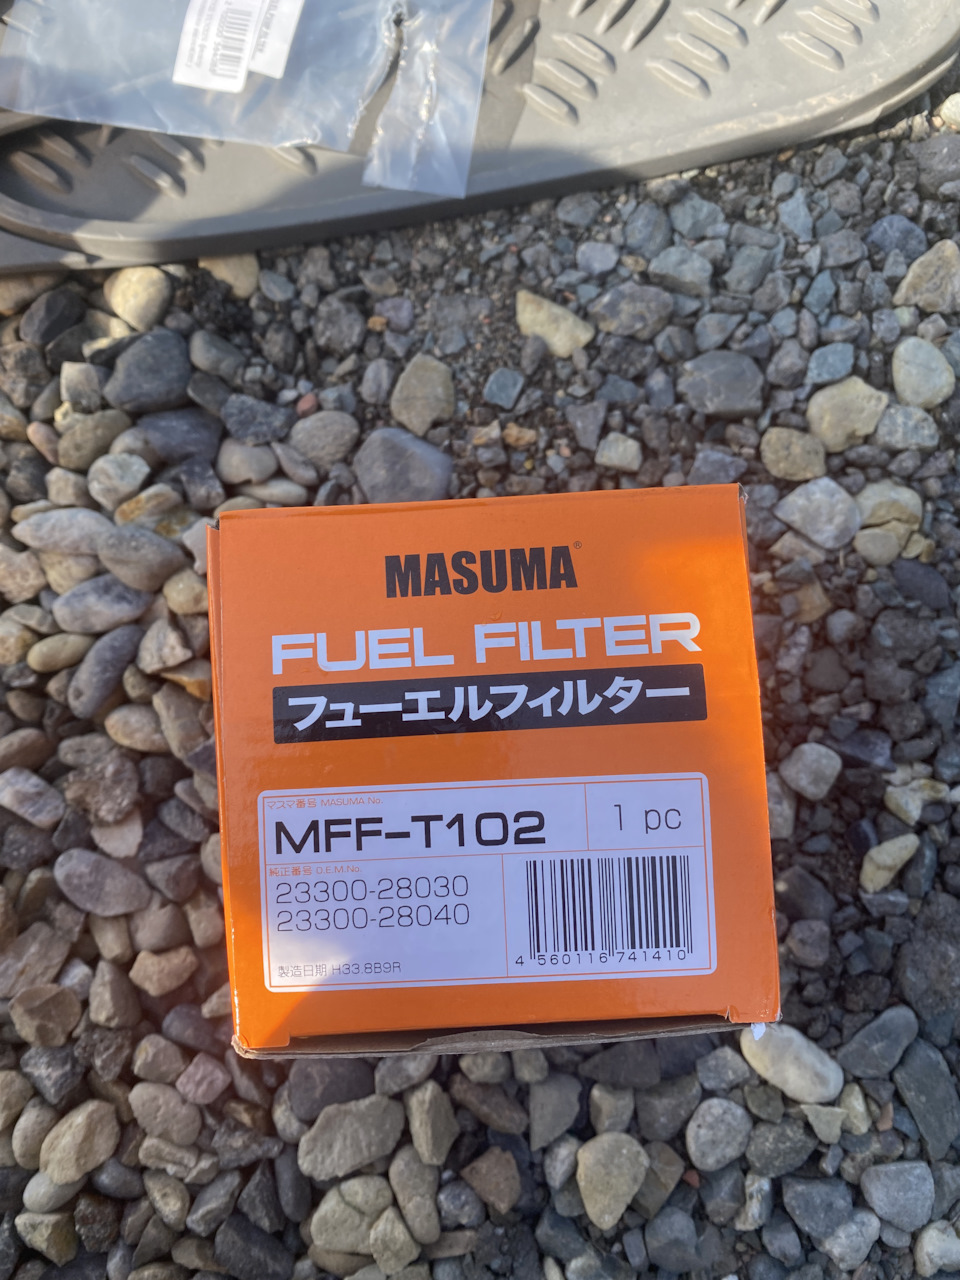 MASUMA®
FUEL FILTER
フューエルフィルター
マスマ番号 MASUMA No.
MFF-T102
1 pc
純正番号 O.E.M.No.
23300-28030
23300-28040
製造日期 H33.8B9R
4 560116 741410